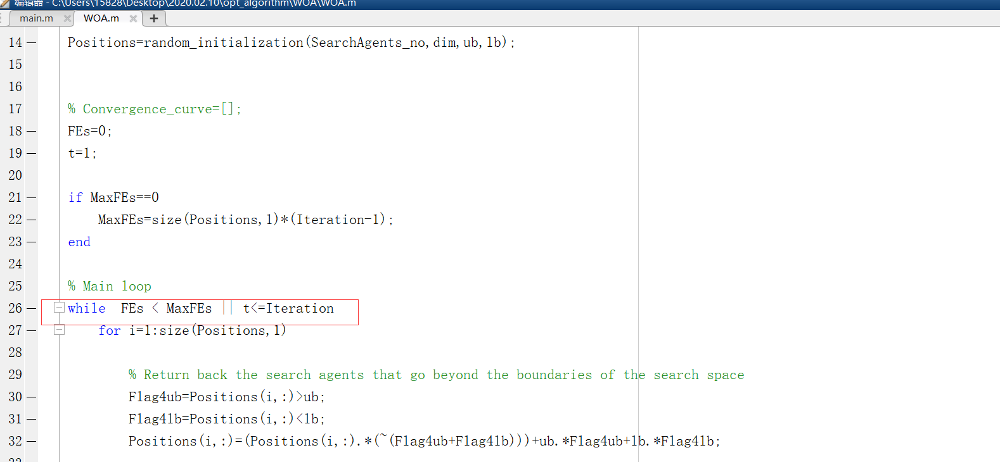 编辑器 - C:\Users\15828\Desktop\2020.02.10\opt_algorithm\WOA\WOA.m
main.m × WOA.m × +
14 — Positions=random_initialization(SearchAgents_no,dim,ub,lb);
15
16
17 % Convergence_curve=[];
18 — FEs=0;
19 — t=1;
20
21 — if MaxFEs==0
22 — MaxFEs=size(Positions,1)*(Iteration-1);
23 — end
24
25 % Main loop
26 — while FEs < MaxFEs || t<=Iteration
27 — for i=1:size(Positions,1)
28
29 % Return back the search agents that go beyond the boundaries of the search space
30 — Flag4ub=Positions(i,:)>ub;
31 — Flag4lb=Positions(i,:)<lb;
32 — Positions(i,:)=(Positions(i,:).*(~(Flag4ub+Flag4lb)))+ub.*Flag4ub+lb.*Flag4lb;